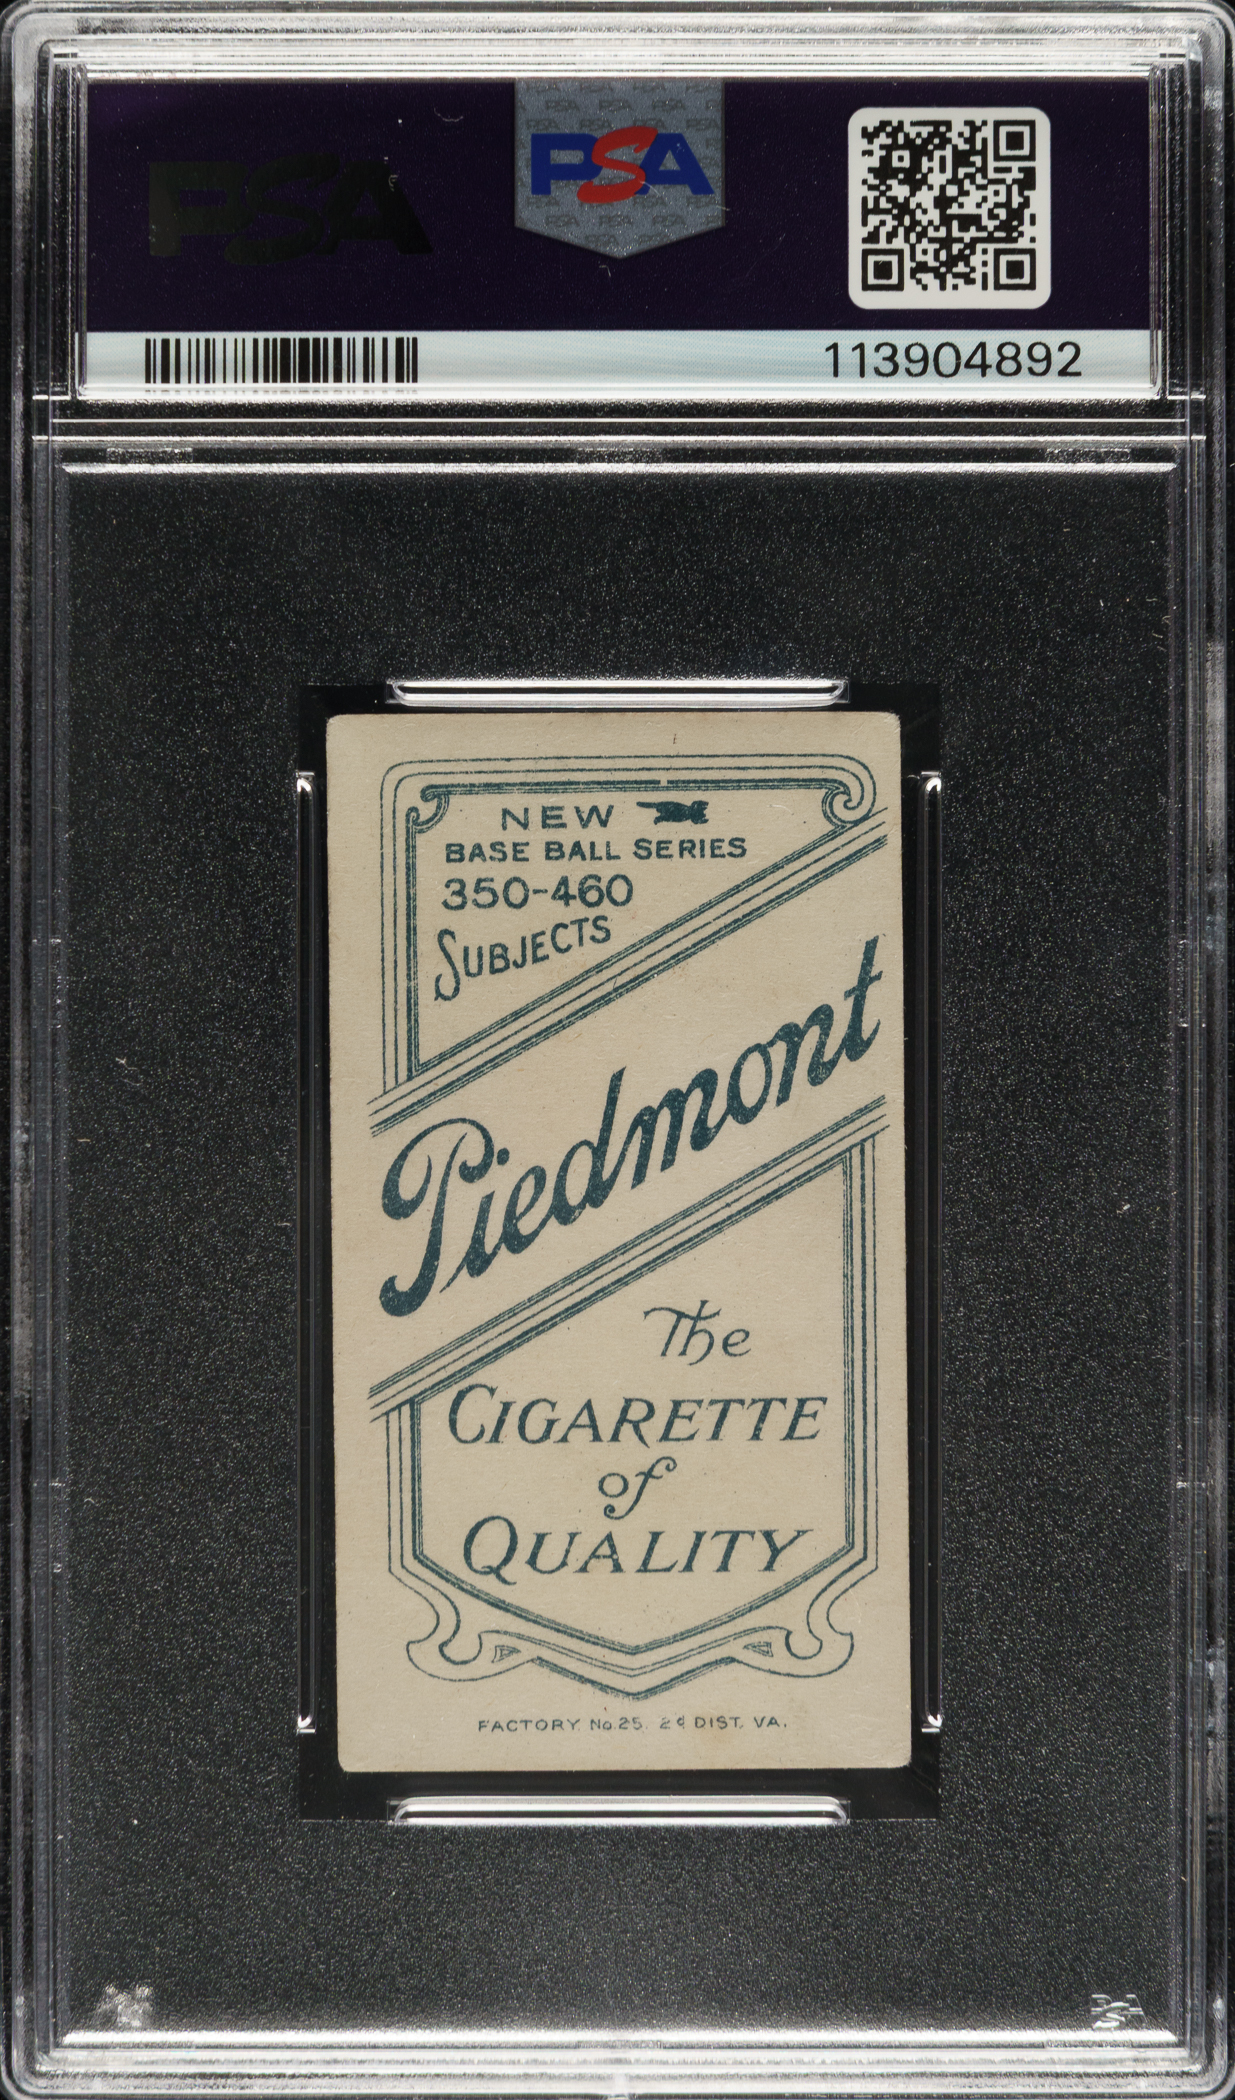 PSA
PSA
113904892
NEW
BASE BALL SERIES
350-460
SUBJECTS
Piedmont
The
CIGARETTE
of
QUALITY
FACTORY No. 25. 2d DIST. VA.
PSA